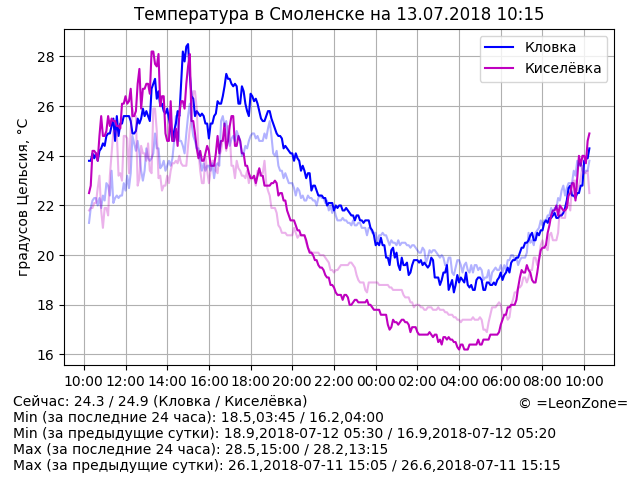 Температура в Смоленске на 13.07.2018 10:15
Кловка
Киселёвка
градусов Цельсия, °C
28
26
24
22
20
18
16
10:00 12:00 14:00 16:00 18:00 20:00 22:00 00:00 02:00 04:00 06:00 08:00 10:00
Сейчас: 24.3 / 24.9 (Кловка / Киселёвка)
© =LeonZone=
Min (за последние 24 часа): 18.5,03:45 / 16.2,04:00
Min (за предыдущие сутки): 18.9,2018-07-12 05:30 / 16.9,2018-07-12 05:20
Max (за последние 24 часа): 28.5,15:00 / 28.2,13:15
Max (за предыдущие сутки): 26.1,2018-07-11 15:05 / 26.6,2018-07-11 15:15